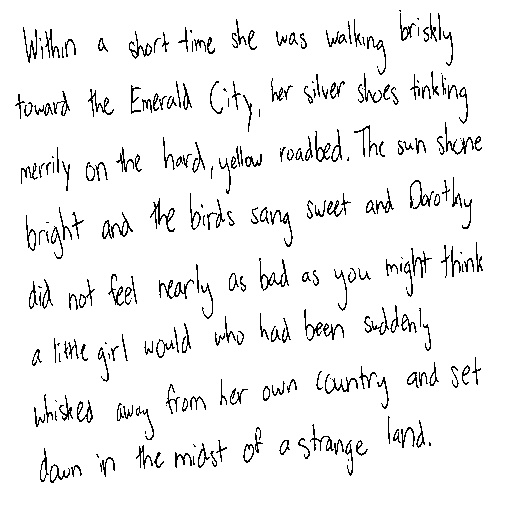 Within a short time she was walking briskly
toward the Emerald City, her silver shoes tinkling
merrily on the hard, yellow roadbed. The sun shone
bright and the birds sang sweet and Dorothy
did not feel nearly as bad as you might think
a little girl would who had been suddenly
whisked away from her own country and set
down in the midst of a strange land.